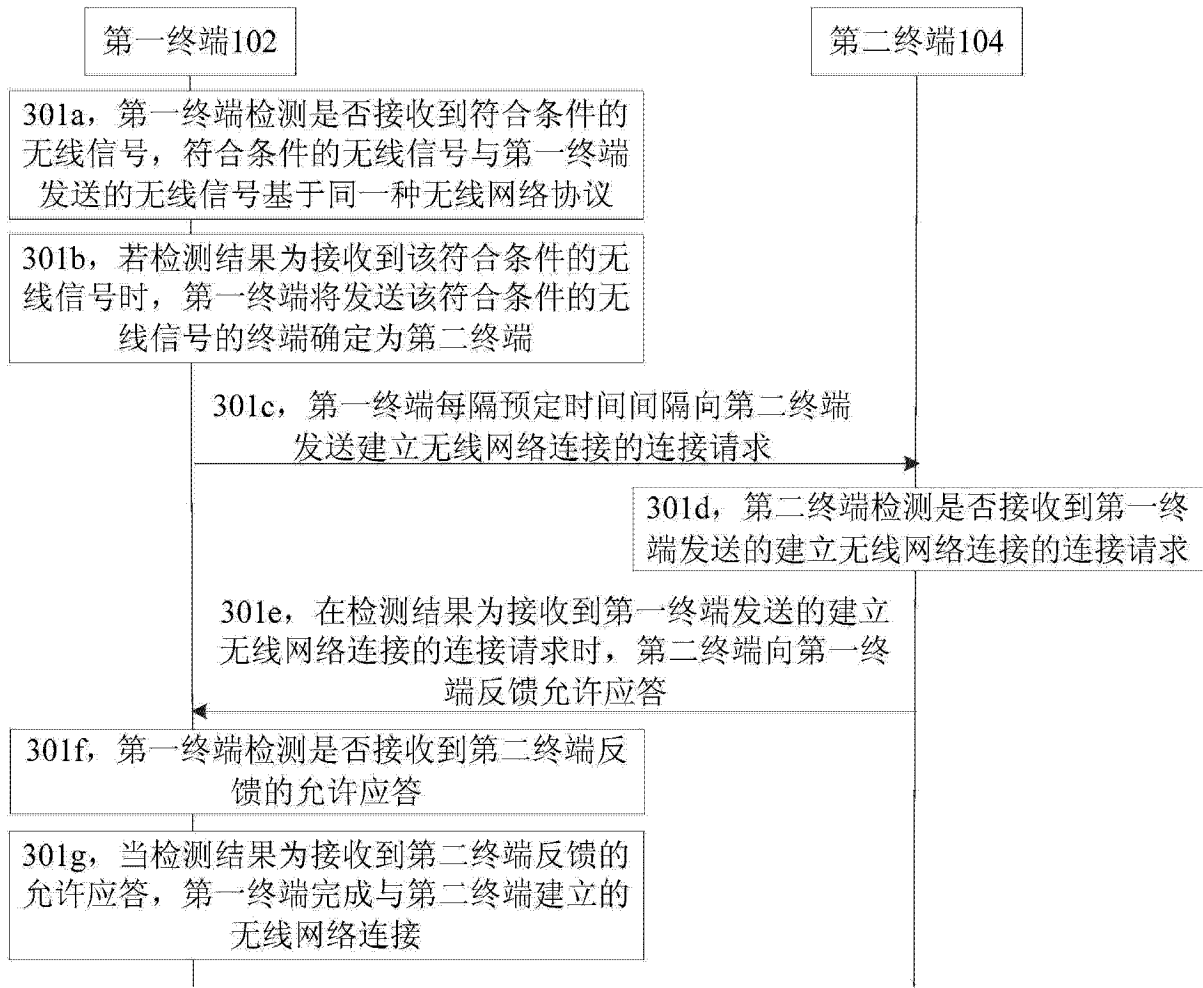 第一终端102
第二终端104
301a，第一终端检测是否接收到符合条件的
无线信号，符合条件的无线信号与第一终端
发送的无线信号基于同一种无线网络协议
301b，若检测结果为接收到该符合条件的无
线信号时，第一终端将发送该符合条件的无
线信号的终端确定为第二终端
301c，第一终端每隔预定时间间隔向第二终端
发送建立无线网络连接的连接请求
301d，第二终端检测是否接收到第一终
端发送的建立无线网络连接的连接请求
301e，在检测结果为接收到第一终端发送的建立
无线网络连接的连接请求时，第二终端向第一终
端反馈允许应答
301f，第一终端检测是否接收到第二终端反
馈的允许应答
301g，当检测结果为接收到第二终端反馈的
允许应答，第一终端完成与第二终端建立的
无线网络连接